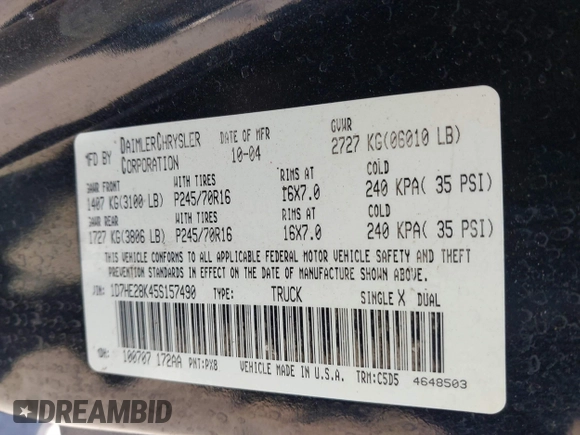 MFD BY DAIMLERCHRYSLER CORPORATION
DATE OF MFR 10-04
GVWR 2727 KG(06010 LB)
GAWR FRONT WITH TIRES RIMS AT COLD
1407 KG(3100 LB) P245/70R16 16X7.0 240 KPA( 35 PSI)
GAWR REAR WITH TIRES RIMS AT COLD
1727 KG(3806 LB) P245/70R16 16X7.0 240 KPA( 35 PSI)
THIS VEHICLE CONFORMS TO ALL APPLICABLE FEDERAL MOTOR VEHICLE SAFETY AND THEFT
PREVENTION STANDARDS IN EFFECT ON THE DATE OF MANUFACTURE SHOWN ABOVE.
VIN: 1D7HE28K45S157490 TYPE: TRUCK SINGLE X DUAL
MDH: 100707 172AA PNT:PX8 VEHICLE MADE IN U.S.A. TRM:C5D5 4648503
DREAMBID